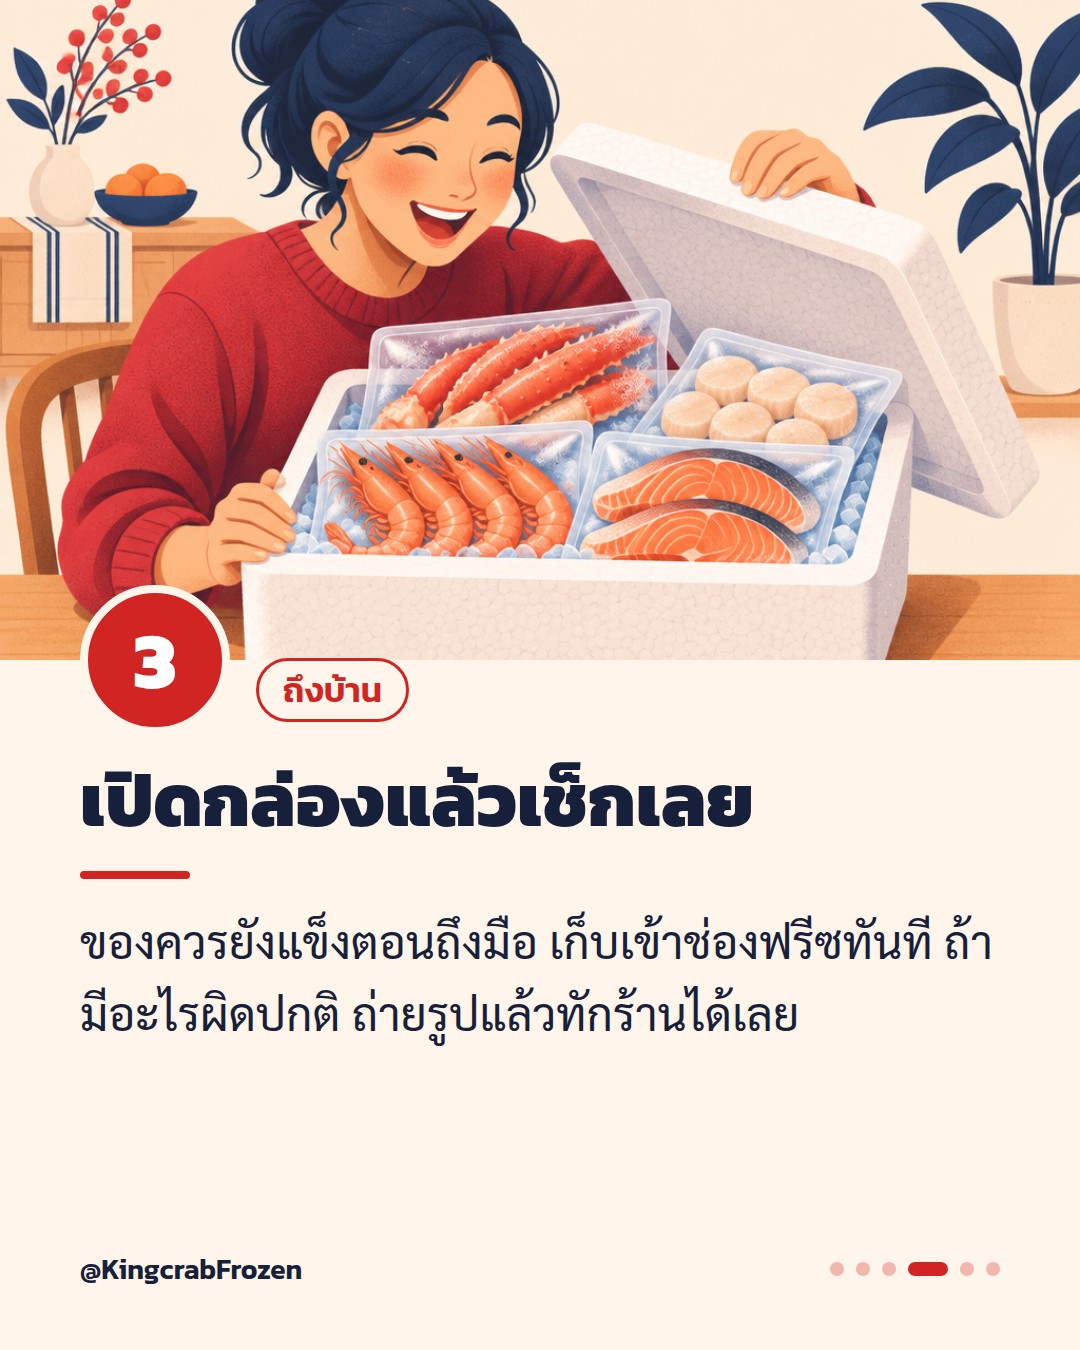 3
ถึงบ้าน
เปิดกล่องแล้วเช็กเลย
ของควรยังแข็งตอนถึงมือ เก็บเข้าช่องฟรีซทันที ถ้า
มีอะไรผิดปกติ ถ่ายรูปแล้วทักร้านได้เลย
@KingcrabFrozen